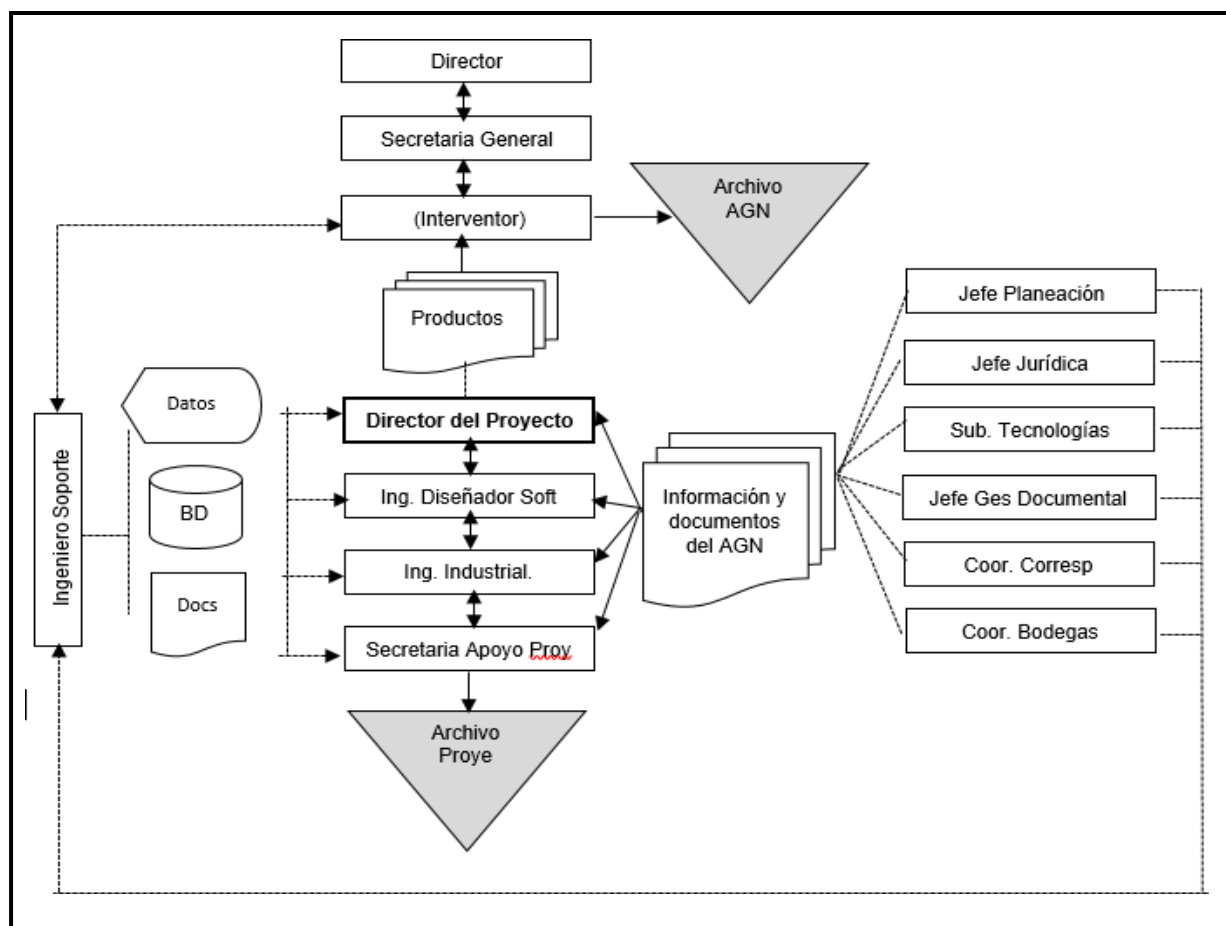 Director
Secretaria General
(Interventor)
Archivo
AGN
Productos
Jefe Planeación
Jefe Jurídica
Sub. Tecnologías
Jefe Ges Documental
Coor. Corresp
Coor. Bodegas
Información y
documentos
del AGN
Director del Proyecto
Ing. Diseñador Soft
Ing. Industrial.
Secretaria Apoyo Proy
Archivo
Proye
Datos
BD
Docs
Ingeniero Soporte